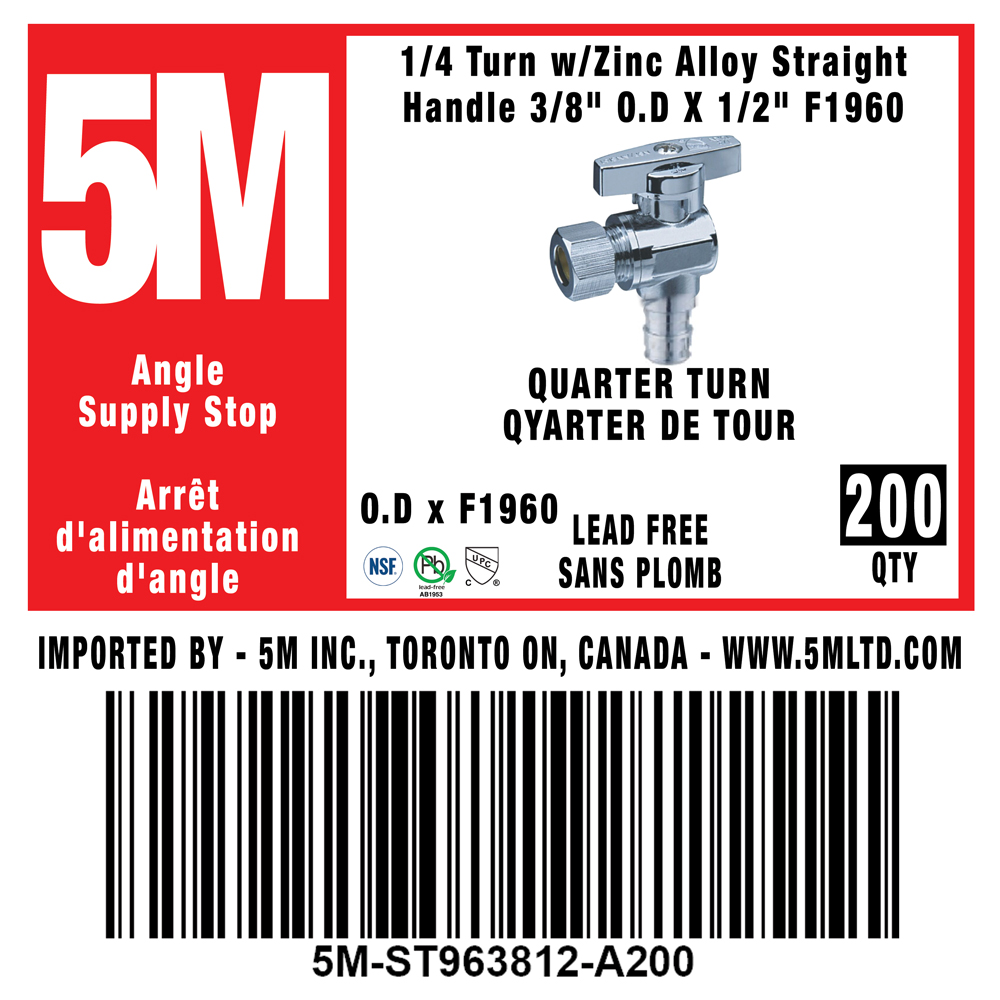 5M
Angle
Supply Stop
Arrêt
d'alimentation
d'angle
1/4 Turn w/Zinc Alloy Straight
Handle 3/8" O.D X 1/2" F1960
QUARTER TURN
QYARTER DE TOUR
O.D x F1960
LEAD FREE
SANS PLOMB
NSF
Pb
lead-free
AB1953
UPC
C ®
200
QTY
IMPORTED BY - 5M INC., TORONTO ON, CANADA - WWW.5MLTD.COM
5M-ST963812-A200